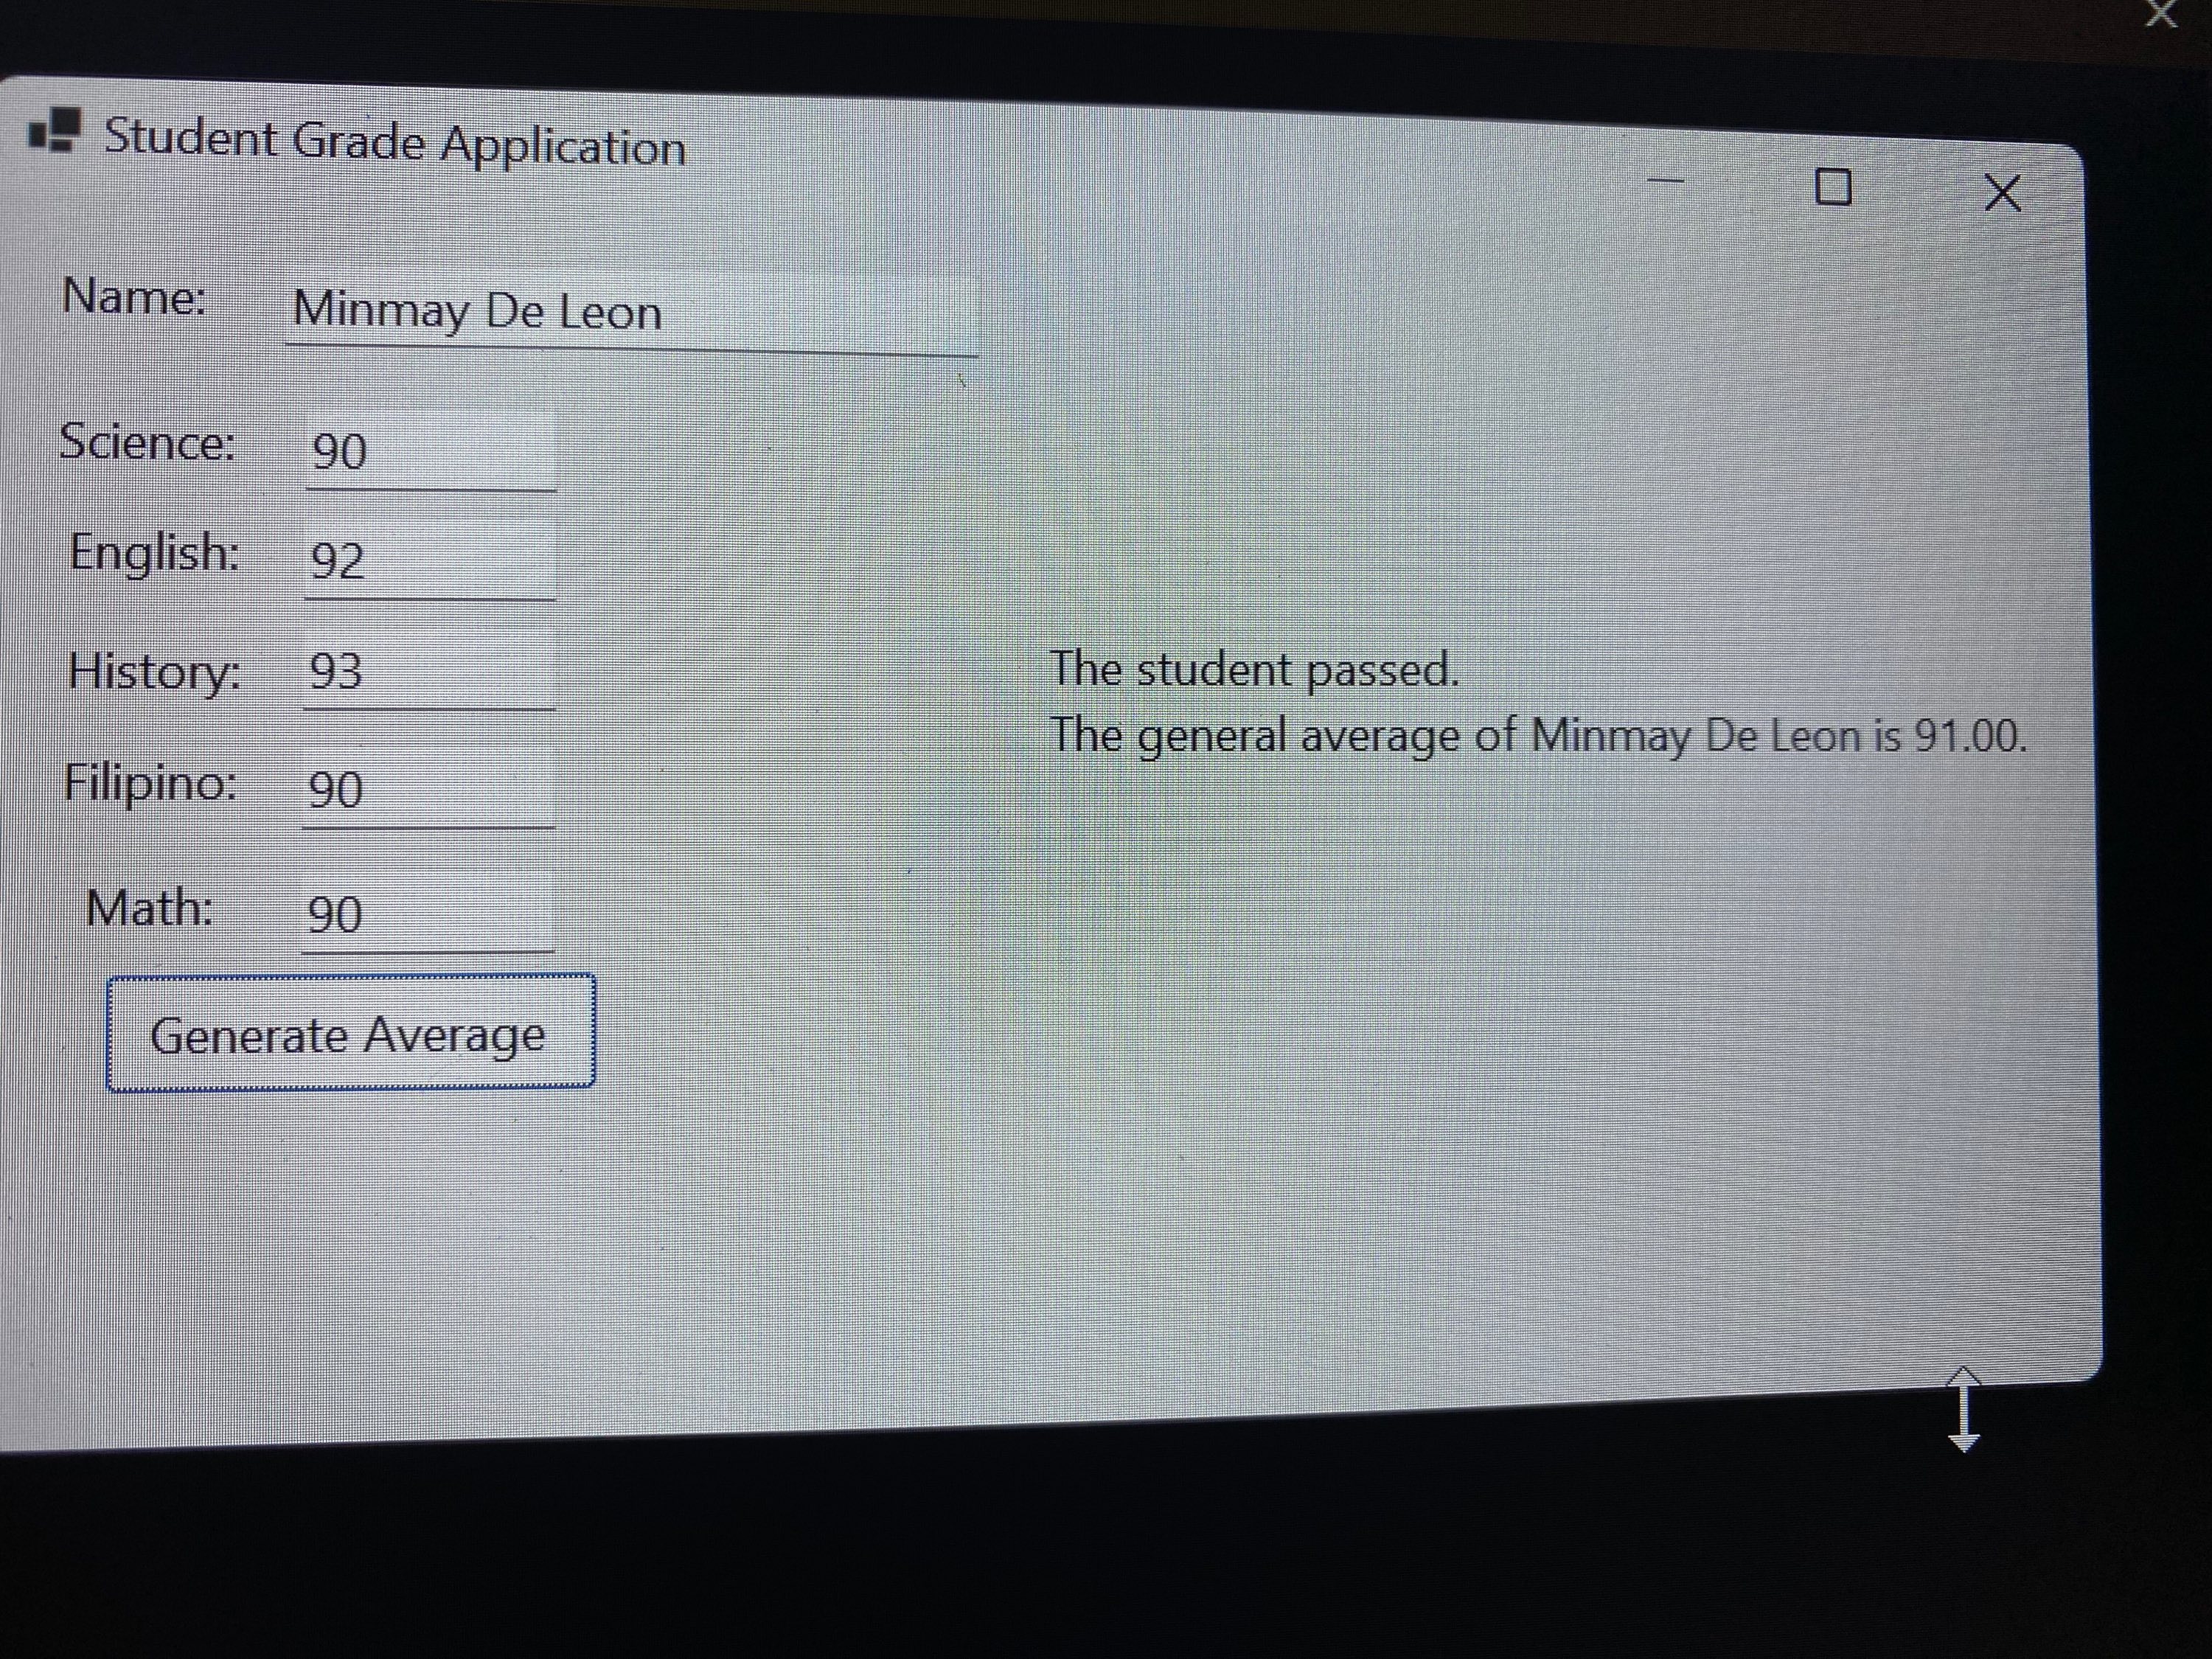 Student Grade Application
Name: Minmay De Leon
Science: 90
English: 92
History: 93
Filipino: 90
Math: 90
Generate Average
The student passed.
The general average of Minmay De Leon is 91.00.